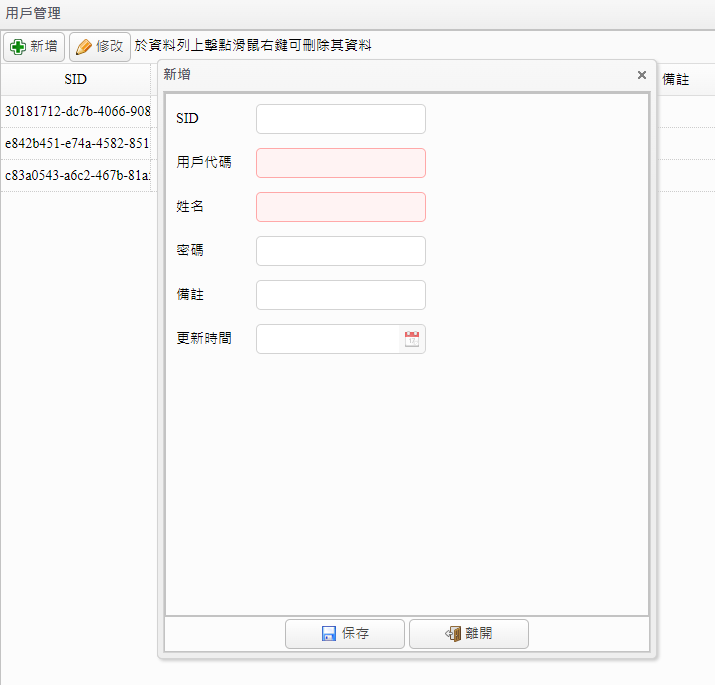 用戶管理
新增 修改 於資料列上擊點滑鼠右鍵可刪除其資料
SID 備註
30181712-dc7b-4066-908
e842b451-e74a-4582-851
c83a0543-a6c2-467b-81a
新增
SID
用戶代碼
姓名
密碼
備註
更新時間
保存 離開